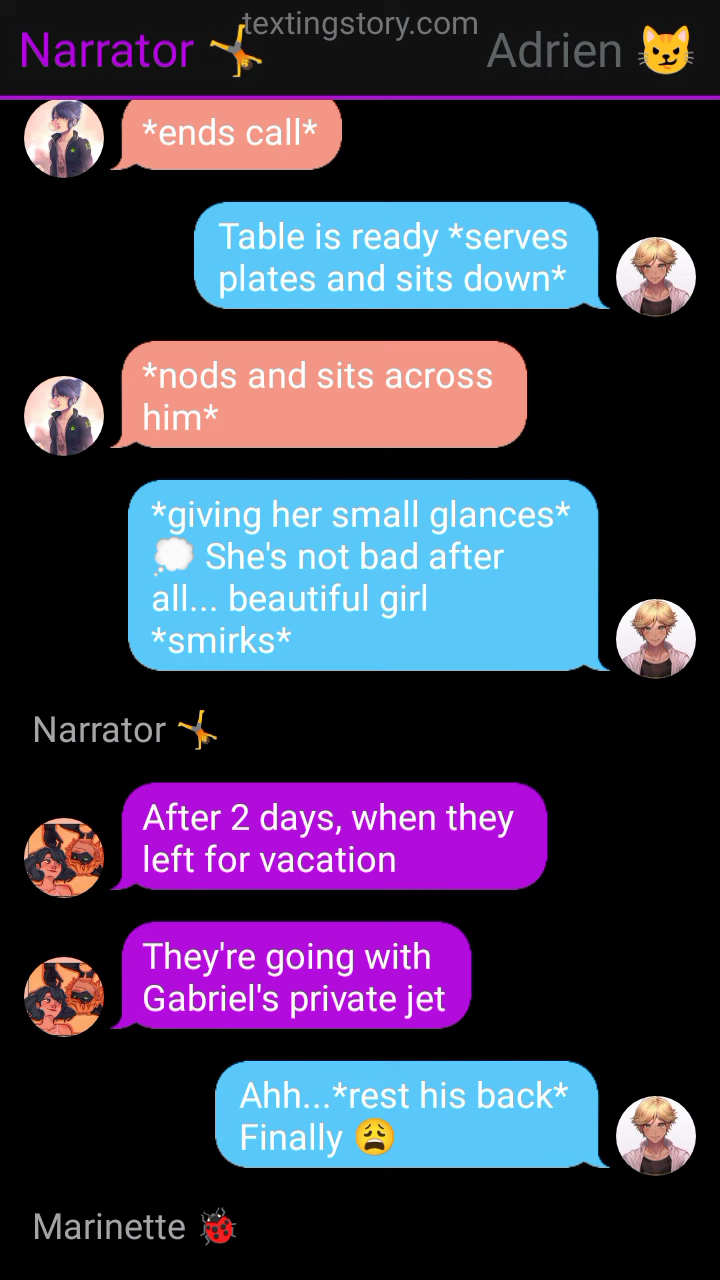 textingstory.com
Narrator 🤸
Adrien 😼
*ends call*
Table is ready *serves
plates and sits down*
*nods and sits across
him*
*giving her small glances*
💭 She's not bad after
all... beautiful girl
*smirks*
Narrator 🤸
After 2 days, when they
left for vacation
They're going with
Gabriel's private jet
Ahh...*rest his back*
Finally 😩
Marinette 🐞